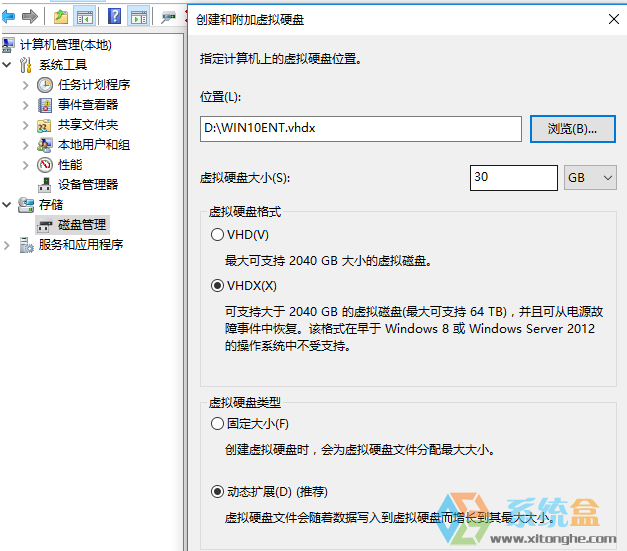 创建和附加虚拟硬盘
计算机管理(本地)
系统工具
任务计划程序
事件查看器
共享文件夹
本地用户和组
性能
设备管理器
存储
磁盘管理
服务和应用程序
指定计算机上的虚拟硬盘位置。
位置(L):
D:\WIN10ENT.vhdx
浏览(B)...
虚拟硬盘大小(S):
30
GB
虚拟硬盘格式
VHD(V)
最大可支持 2040 GB 大小的虚拟磁盘。
VHDX(X)
可支持大于 2040 GB 的虚拟磁盘(最大可支持 64 TB)，并且可从电源故
障事件中恢复。该格式在早于 Windows 8 或 Windows Server 2012
的操作系统中不受支持。
虚拟硬盘类型
固定大小(F)
创建虚拟硬盘时，会为虚拟硬盘文件分配最大大小。
动态扩展(D) (推荐)
虚拟硬盘文件会随着数据写入到虚拟硬盘而增长到其最大大小。
系统盒
www.xitonghe.com